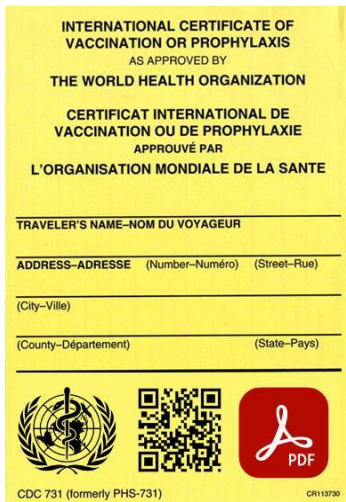 INTERNATIONAL CERTIFICATE OF
VACCINATION OR PROPHYLAXIS
AS APPROVED BY
THE WORLD HEALTH ORGANIZATION
CERTIFICAT INTERNATIONAL DE
VACCINATION OU DE PROPHYLAXIE
APPROUVÉ PAR
L'ORGANISATION MONDIALE DE LA SANTE
TRAVELER'S NAME–NOM DU VOYAGEUR
ADDRESS–ADRESSE (Number–Numéro) (Street–Rue)
(City–Ville)
(County–Département) (State–Pays)
PDF
CDC 731 (formerly PHS-731) CR113730